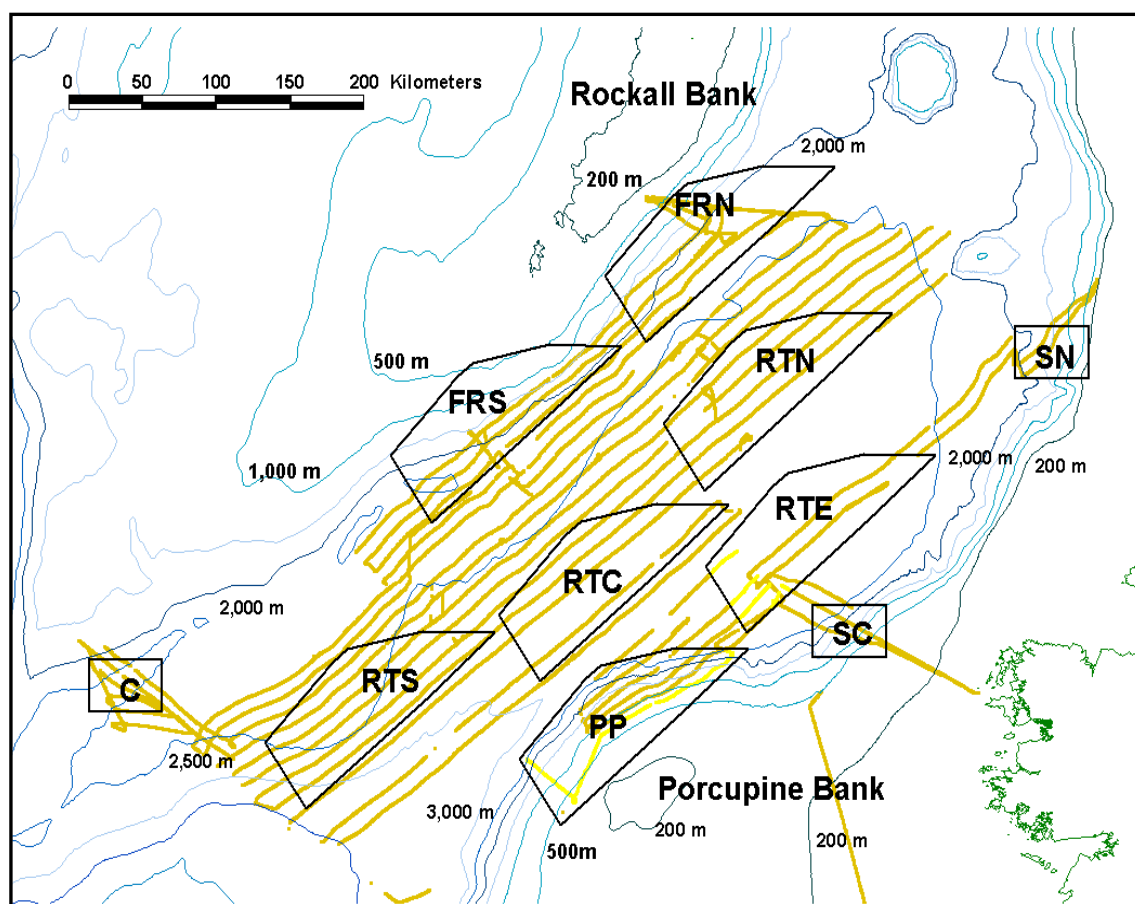 0 50 100 150 200 Kilometers
Rockall Bank
2,000 m
200 m
FRN
SN
RTN
500 m
FRS
2,000 m
200 m
1,000 m
RTE
RTC
2,000 m
SC
C
RTS
PP
2,500 m
Porcupine Bank
3,000 m
200 m
200 m
500m